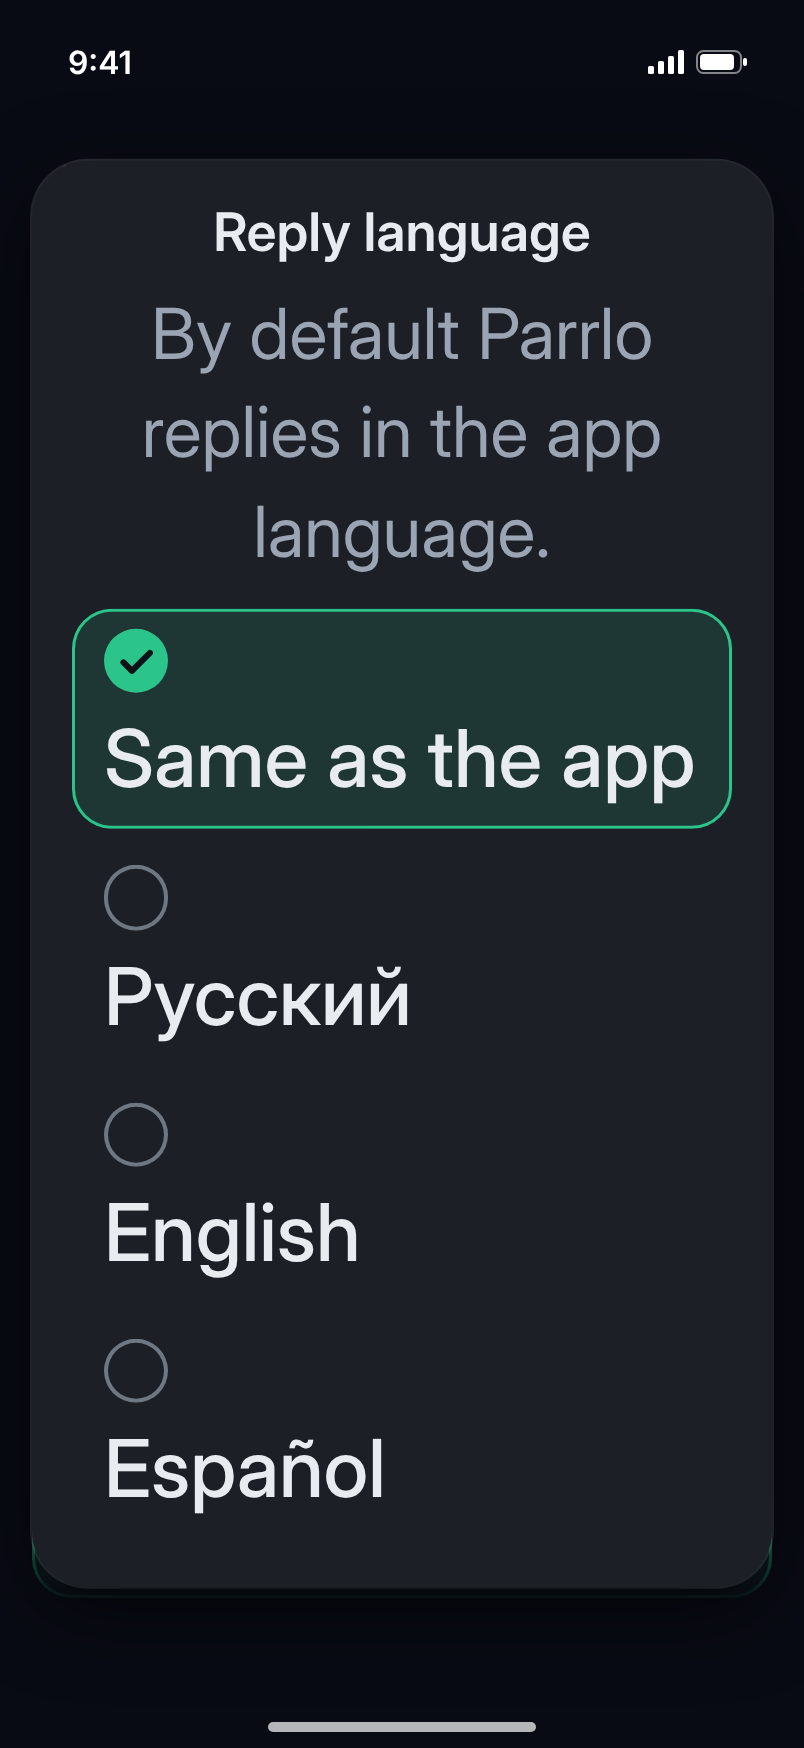 9:41
Reply language
By default Parrlo
replies in the app
language.
Same as the app
Русский
English
Español